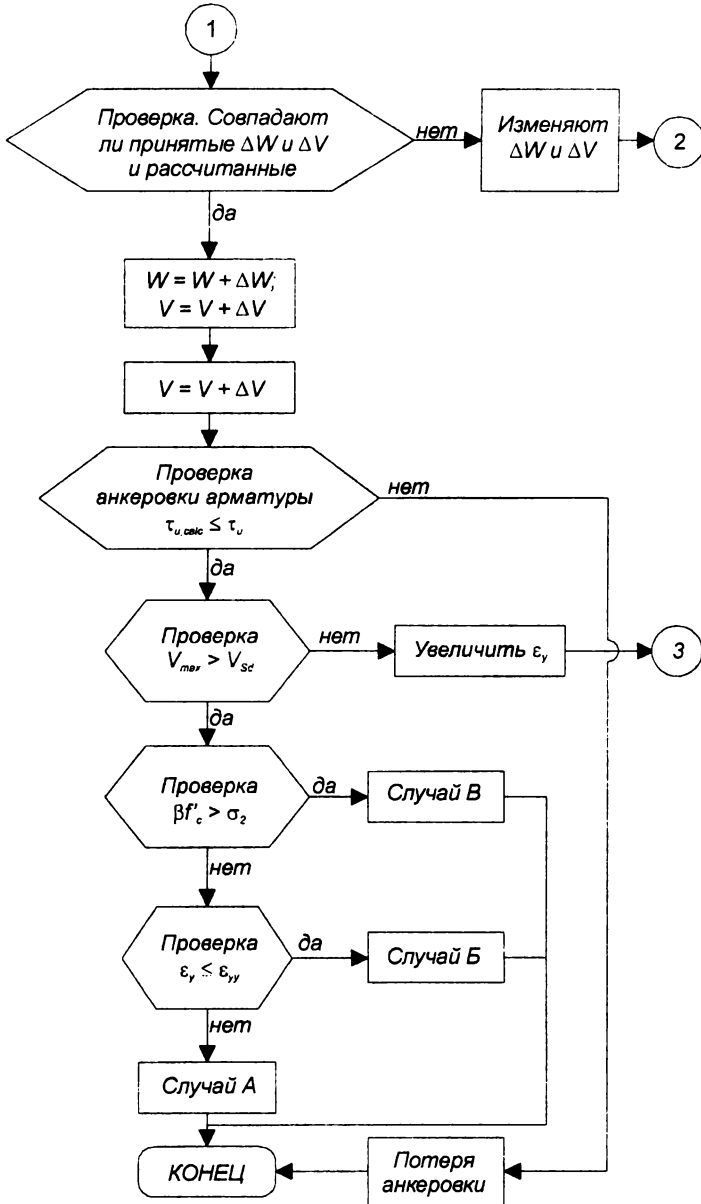 1
Проверка. Совпадают
ли принятые ΔW и ΔV
и рассчитанные
нет
Изменяют
ΔW и ΔV
2
да
W = W + ΔW;
V = V + ΔV
V = V + ΔV
Проверка
анкеровки арматуры
τu,calc ≤ τu
нет
да
Проверка
Vmax > VSd
нет
Увеличить εy
3
да
Проверка
βf'c > σ2
да
Случай В
нет
Проверка
εy ≤ εyy
да
Случай Б
нет
Случай А
КОНЕЦ
Потеря
анкеровки